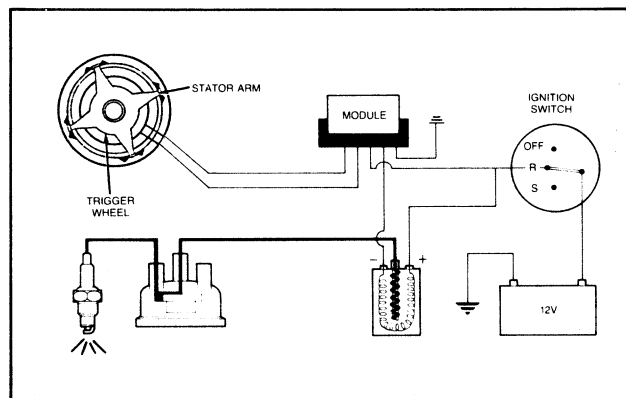 STATOR ARM
MODULE
IGNITION
SWITCH
OFF
R
S
TRIGGER
WHEEL
- +
12V